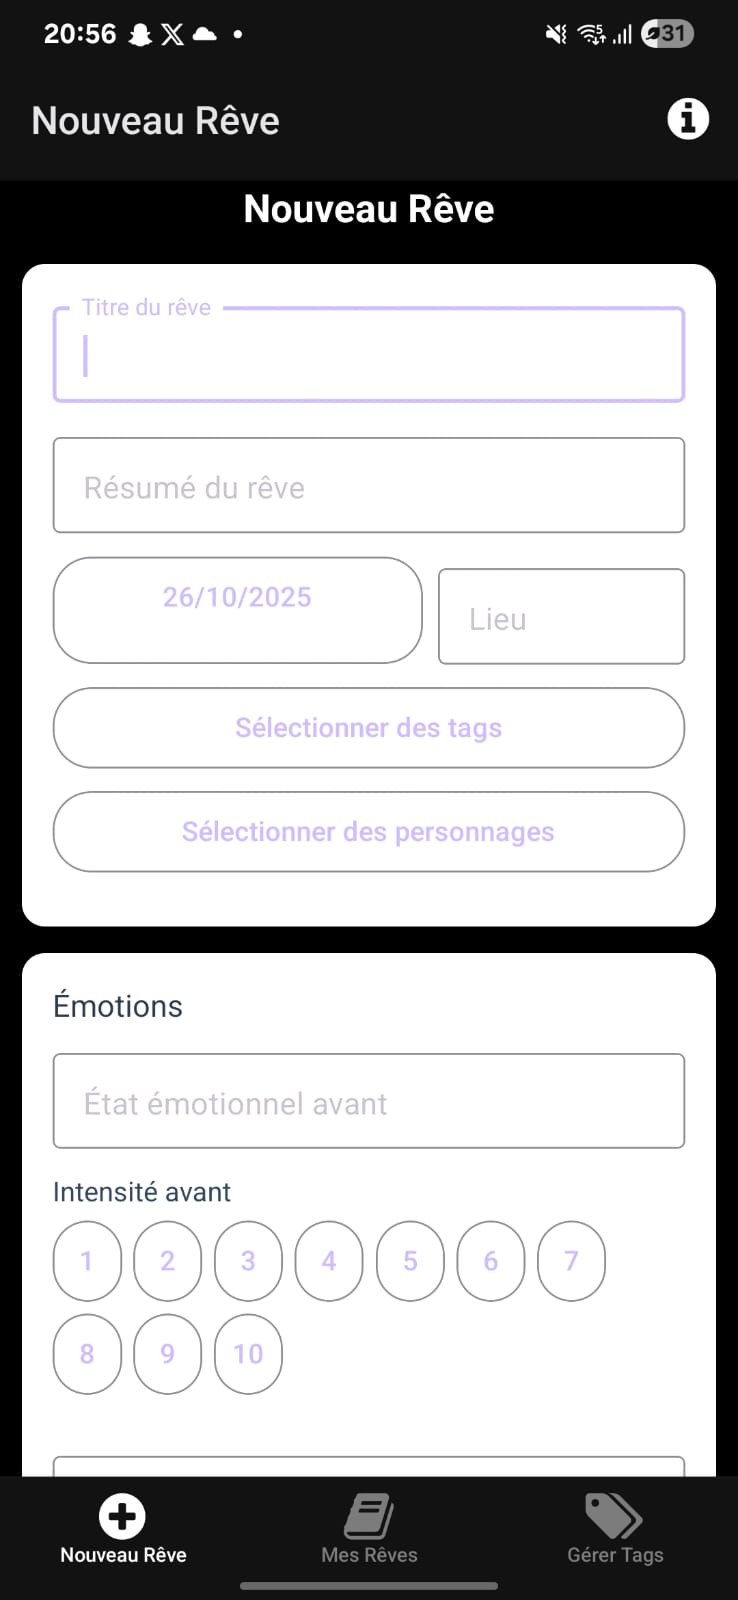 20:56 31
Nouveau Rêve
Nouveau Rêve
Titre du rêve
Résumé du rêve
26/10/2025 Lieu
Sélectionner des tags
Sélectionner des personnages
Émotions
État émotionnel avant
Intensité avant
1 2 3 4 5 6 7
8 9 10
Nouveau Rêve Mes Rêves Gérer Tags